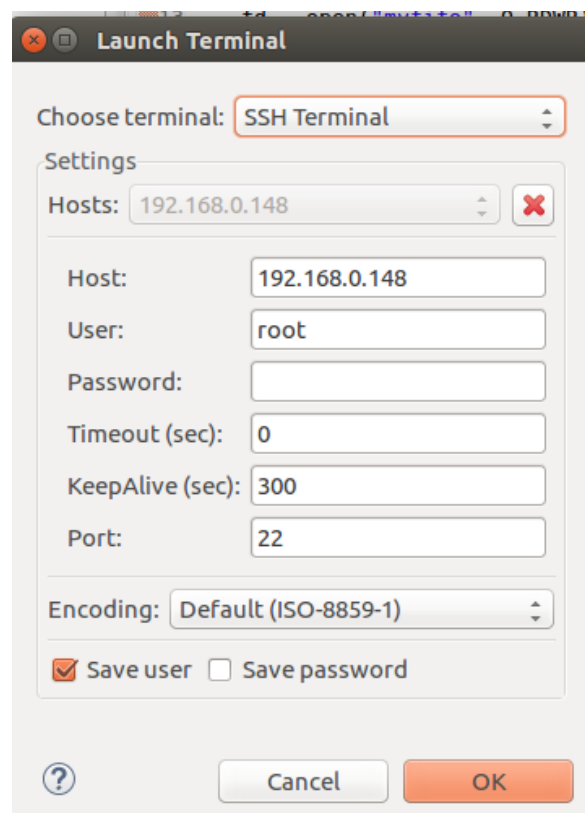 Launch Terminal
Choose terminal: SSH Terminal
Settings
Hosts: 192.168.0.148
Host: 192.168.0.148
User: root
Password:
Timeout (sec): 0
KeepAlive (sec): 300
Port: 22
Encoding: Default (ISO-8859-1)
Save user Save password
Cancel OK